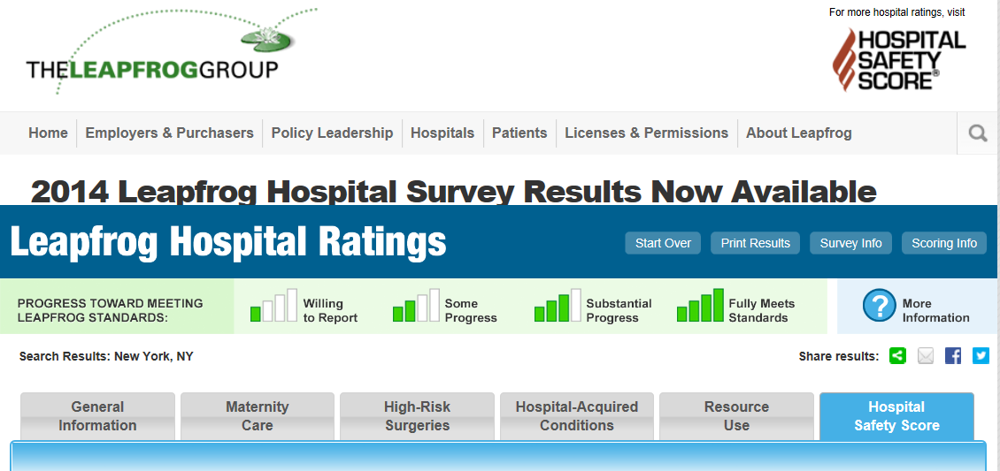 For more hospital ratings, visit
THELEAPFROGGROUP
HOSPITAL
SAFETY
SCORE®
Home
Employers & Purchasers
Policy Leadership
Hospitals
Patients
Licenses & Permissions
About Leapfrog
2014 Leapfrog Hospital Survey Results Now Available
Leapfrog Hospital Ratings
Start Over
Print Results
Survey Info
Scoring Info
PROGRESS TOWARD MEETING
LEAPFROG STANDARDS:
Willing
to Report
Some
Progress
Substantial
Progress
Fully Meets
Standards
?
More
Information
Search Results: New York, NY
Share results:
General
Information
Maternity
Care
High-Risk
Surgeries
Hospital-Acquired
Conditions
Resource
Use
Hospital
Safety Score